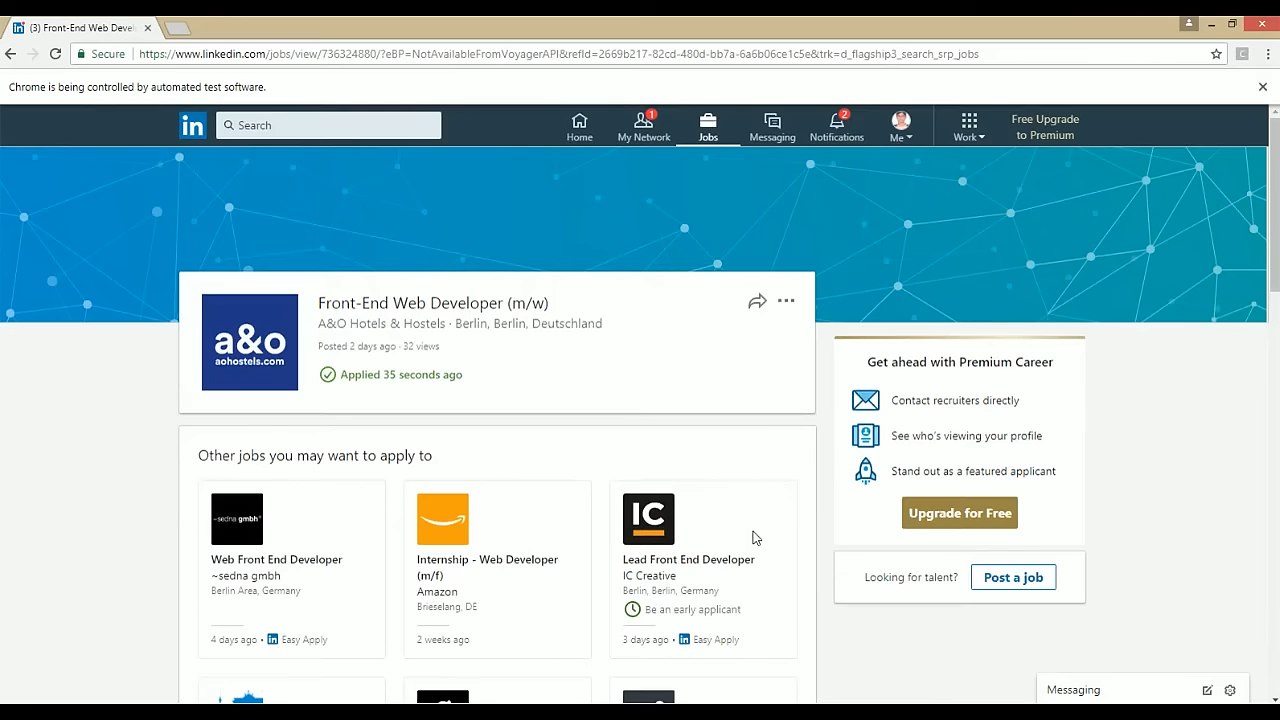 (3) Front-End Web Deve
Secure
https://www.linkedin.com/jobs/view/736324880/?eBP=NotAvailableFromVoyagerAPI&refId=2669b217-82cd-480d-bb7a-6a6b06ce1c5e&trk=d_flagship3_search_srp_jobs
Chrome is being controlled by automated test software.
in
Search
Home
1
My Network
Jobs
Messaging
2
Notifications
Me
Work
Free Upgrade
to Premium
a&o
aohostels.com
Front-End Web Developer (m/w)
A&O Hotels & Hostels · Berlin, Berlin, Deutschland
Posted 2 days ago · 32 views
Applied 35 seconds ago
Get ahead with Premium Career
Contact recruiters directly
See who's viewing your profile
Stand out as a featured applicant
Upgrade for Free
Looking for talent?
Post a job
Other jobs you may want to apply to
~sedna gmbh
Web Front End Developer
~sedna gmbh
Berlin Area, Germany
4 days ago • in Easy Apply
Internship - Web Developer
(m/f)
Amazon
Brieselang, DE
2 weeks ago
IC
Lead Front End Developer
IC Creative
Berlin, Berlin, Germany
Be an early applicant
3 days ago • in Easy Apply
Messaging